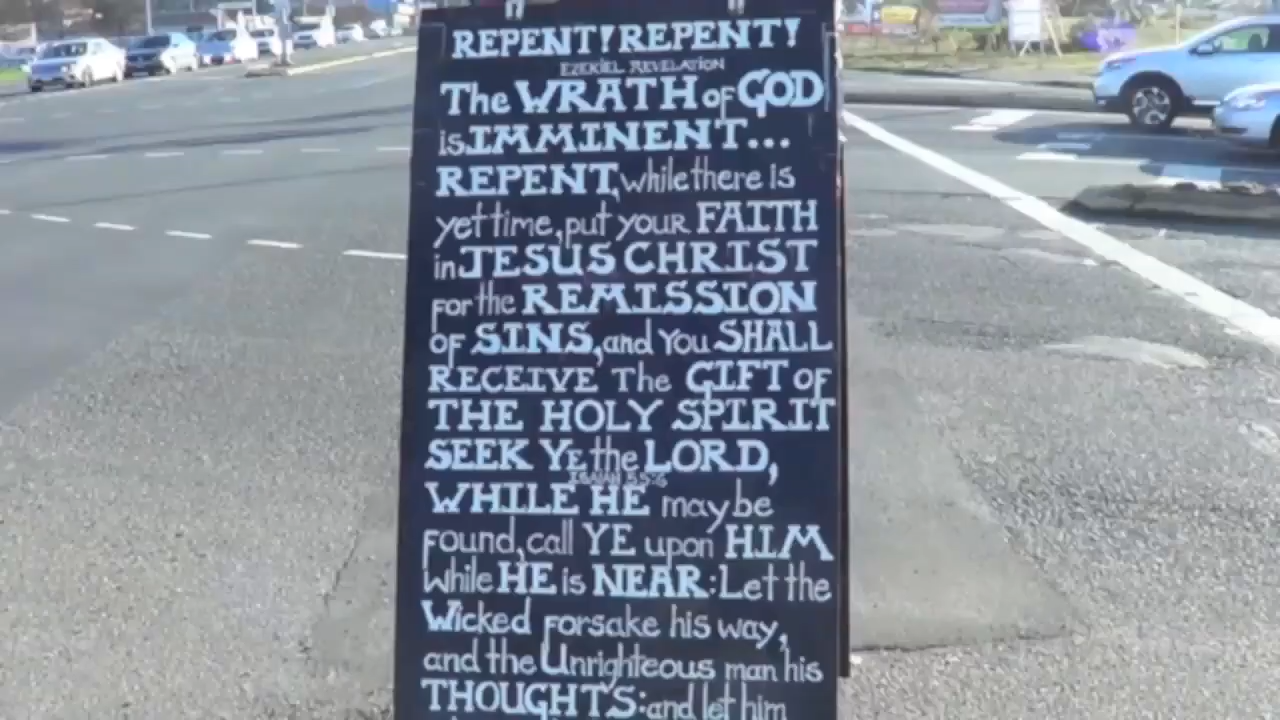 REPENT! REPENT!
EZEKIEL REVELATION
The WRATH of GOD
is IMMINENT...
REPENT, while there is
yet time, put your FAITH
in JESUS CHRIST
for the REMISSION
OF SINS, and You SHALL
RECEIVE The GIFT OF
THE HOLY SPIRIT
SEEK YE the LORD,
ISAIAH 55:6
WHILE HE may be
Found, call YE upon HIM
While HE is NEAR: Let the
Wicked Forsake his way,
and the Unrighteous man his
THOUGHTS: and let him